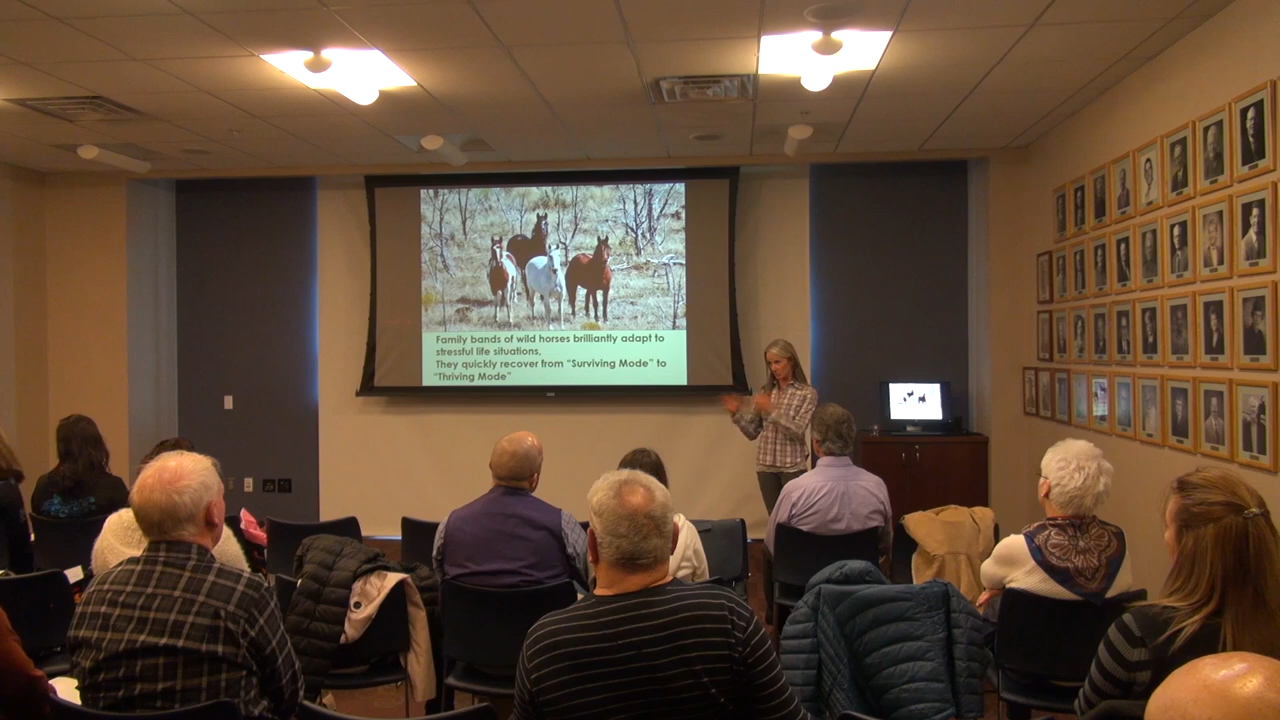 Family bands of wild horses brilliantly adapt to
stressful life situations,
They quickly recover from “Surviving Mode” to
“Thriving Mode”